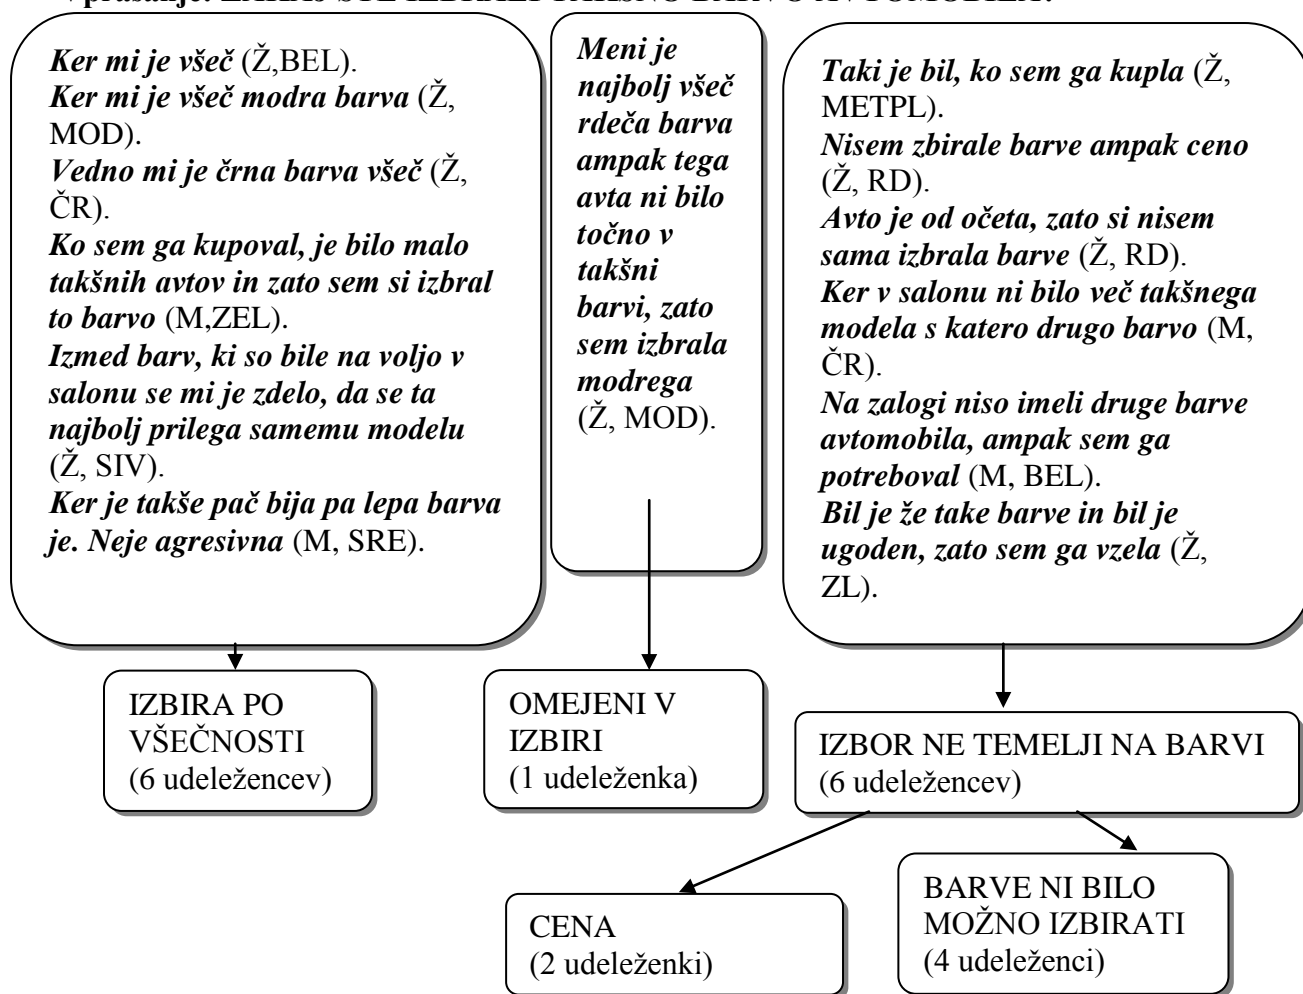 Ker mi je všeč (Ž,BEL).
Ker mi je všeč modra barva (Ž,
MOD).
Vedno mi je črna barva všeč (Ž,
ČR).
Ko sem ga kupoval, je bilo malo
takšnih avtov in zato sem si izbral
to barvo (M,ZEL).
Izmed barv, ki so bile na voljo v
salonu se mi je zdelo, da se ta
najbolj prilega samemu modelu
(Ž, SIV).
Ker je takše pač bija pa lepa barva
je. Neje agresivna (M, SRE).
Meni je
najbolj všeč
rdeča barva
ampak tega
avta ni bilo
točno v
takšni
barvi, zato
sem izbrala
modrega
(Ž, MOD).
Taki je bil, ko sem ga kupla (Ž,
METPL).
Nisem zbirale barve ampak ceno
(Ž, RD).
Avto je od očeta, zato si nisem
sama izbrala barve (Ž, RD).
Ker v salonu ni bilo več takšnega
modela s katero drugo barvo (M,
ČR).
Na zalogi niso imeli druge barve
avtomobila, ampak sem ga
potreboval (M, BEL).
Bil je že take barve in bil je
ugoden, zato sem ga vzela (Ž,
ZL).
IZBIRA PO
VŠEČNOSTI
(6 udeležencev)
OMEJENI V
IZBIRI
(1 udeleženka)
IZBOR NE TEMELJI NA BARVI
(6 udeležencev)
CENA
(2 udeleženki)
BARVE NI BILO
MOŽNO IZBIRATI
(4 udeleženci)